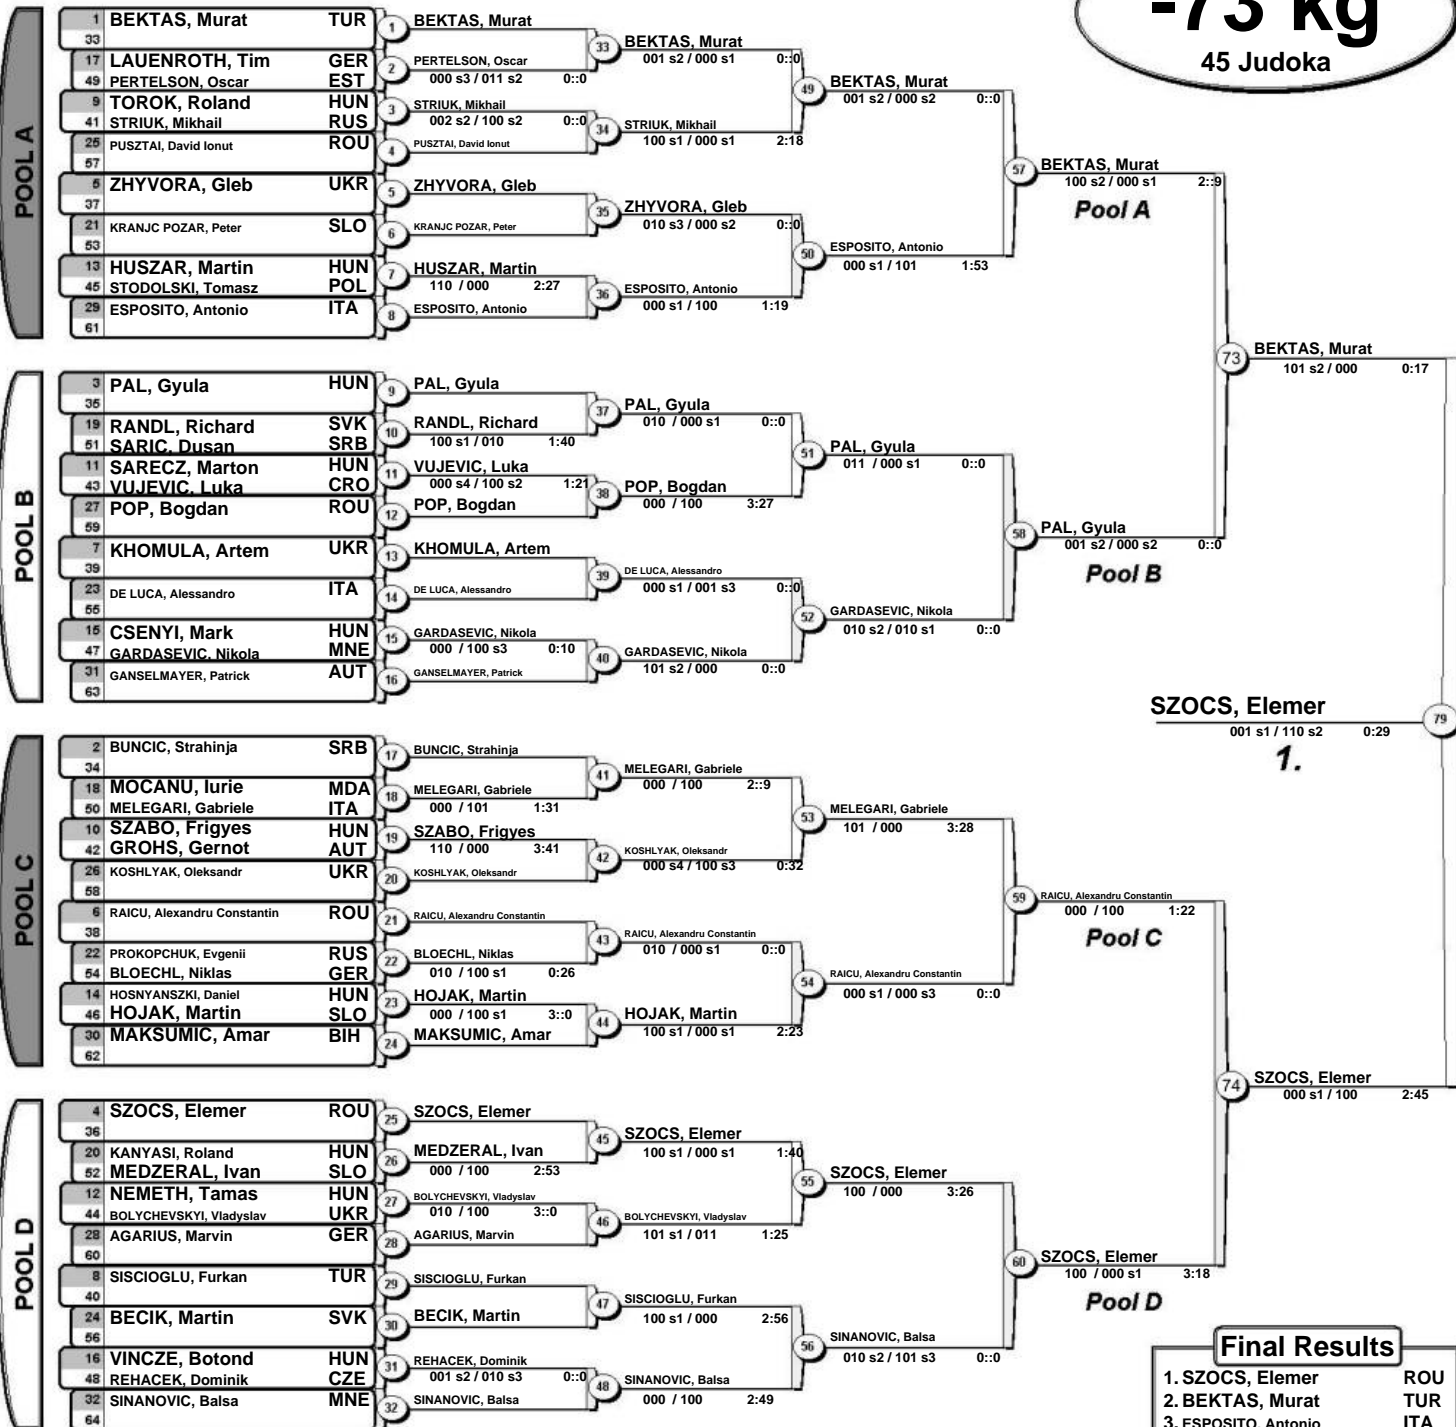 -73 kg
45 Judoka
POOL A
1 BEKTAS, Murat TUR
33
17 LAUENROTH, Tim GER
49 PERTELSON, Oscar EST
9 TOROK, Roland HUN
41 STRIUK, Mikhail RUS
25 PUSZTAI, David Ionut ROU
57
5 ZHYVORA, Gleb UKR
37
21 KRANJC POZAR, Peter SLO
53
13 HUSZAR, Martin HUN
45 STODOLSKI, Tomasz POL
29 ESPOSITO, Antonio ITA
61
1 BEKTAS, Murat
2 PERTELSON, Oscar
000 s3 / 011 s2 0::0
3 STRIUK, Mikhail
002 s2 / 100 s2 0::0
4 PUSZTAI, David Ionut
5 ZHYVORA, Gleb
6 KRANJC POZAR, Peter
7 HUSZAR, Martin
110 / 000 2:27
8 ESPOSITO, Antonio
33 BEKTAS, Murat
001 s2 / 000 s1 0::0
34 STRIUK, Mikhail
100 s1 / 000 s1 2:18
35 ZHYVORA, Gleb
010 s3 / 000 s2 0::0
36 ESPOSITO, Antonio
000 s1 / 100 1:19
49 BEKTAS, Murat
001 s2 / 000 s2 0::0
50 ESPOSITO, Antonio
000 s1 / 101 1:53
57 BEKTAS, Murat
100 s2 / 000 s1 2::9
Pool A
POOL B
3 PAL, Gyula HUN
35
19 RANDL, Richard SVK
51 SARIC, Dusan SRB
11 SARECZ, Marton HUN
43 VUJEVIC, Luka CRO
27 POP, Bogdan ROU
59
7 KHOMULA, Artem UKR
39
23 DE LUCA, Alessandro ITA
55
15 CSENYI, Mark HUN
47 GARDASEVIC, Nikola MNE
31 GANSELMAYER, Patrick AUT
63
9 PAL, Gyula
10 RANDL, Richard
100 s1 / 010 1:40
11 VUJEVIC, Luka
000 s4 / 100 s2 1:21
12 POP, Bogdan
13 KHOMULA, Artem
14 DE LUCA, Alessandro
15 GARDASEVIC, Nikola
000 / 100 s3 0:10
16 GANSELMAYER, Patrick
37 PAL, Gyula
010 / 000 s1 0::0
38 POP, Bogdan
000 / 100 3:27
39 DE LUCA, Alessandro
000 s1 / 001 s3 0::0
40 GARDASEVIC, Nikola
101 s2 / 000 0::0
51 PAL, Gyula
011 / 000 s1 0::0
52 GARDASEVIC, Nikola
010 s2 / 010 s1 0::0
58 PAL, Gyula
001 s2 / 000 s2 0::0
Pool B
73 BEKTAS, Murat
101 s2 / 000 0:17
SZOCS, Elemer 79
001 s1 / 110 s2 0:29
1.
POOL C
2 BUNCIC, Strahinja SRB
34
18 MOCANU, Iurie MDA
50 MELEGARI, Gabriele ITA
10 SZABO, Frigyes HUN
42 GROHS, Gernot AUT
26 KOSHLYAK, Oleksandr UKR
58
6 RAICU, Alexandru Constantin ROU
38
22 PROKOPCHUK, Evgenii RUS
54 BLOECHL, Niklas GER
14 HOSNYANSZKI, Daniel HUN
46 HOJAK, Martin SLO
30 MAKSUMIC, Amar BIH
62
17 BUNCIC, Strahinja
18 MELEGARI, Gabriele
000 / 101 1:31
19 SZABO, Frigyes
110 / 000 3:41
20 KOSHLYAK, Oleksandr
21 RAICU, Alexandru Constantin
22 BLOECHL, Niklas
010 / 100 s1 0:26
23 HOJAK, Martin
000 / 100 s1 3::0
24 MAKSUMIC, Amar
41 MELEGARI, Gabriele
000 / 100 2::9
42 KOSHLYAK, Oleksandr
000 s4 / 100 s3 0:32
43 RAICU, Alexandru Constantin
010 / 000 s1 0::0
44 HOJAK, Martin
100 s1 / 000 s1 2:23
53 MELEGARI, Gabriele
101 / 000 3:28
54 RAICU, Alexandru Constantin
000 s1 / 000 s3 0::0
59 RAICU, Alexandru Constantin
000 / 100 1:22
Pool C
POOL D
4 SZOCS, Elemer ROU
36
20 KANYASI, Roland HUN
52 MEDZERAL, Ivan SLO
12 NEMETH, Tamas HUN
44 BOLYCHEVSKYI, Vladyslav UKR
28 AGARIUS, Marvin GER
60
8 SISCIOGLU, Furkan TUR
40
24 BECIK, Martin SVK
56
16 VINCZE, Botond HUN
48 REHACEK, Dominik CZE
32 SINANOVIC, Balsa MNE
64
25 SZOCS, Elemer
26 MEDZERAL, Ivan
000 / 100 2:53
27 BOLYCHEVSKYI, Vladyslav
010 / 100 3::0
28 AGARIUS, Marvin
29 SISCIOGLU, Furkan
30 BECIK, Martin
31 REHACEK, Dominik
001 s2 / 010 s3 0::0
32 SINANOVIC, Balsa
45 SZOCS, Elemer
100 s1 / 000 s1 1:40
46 BOLYCHEVSKYI, Vladyslav
101 s1 / 011 1:25
47 SISCIOGLU, Furkan
100 s1 / 000 2:56
48 SINANOVIC, Balsa
000 / 100 2:49
55 SZOCS, Elemer
100 / 000 3:26
56 SINANOVIC, Balsa
010 s2 / 101 s3 0::0
60 SZOCS, Elemer
100 / 000 s1 3:18
Pool D
74 SZOCS, Elemer
000 s1 / 100 2:45
Final Results
1. SZOCS, Elemer ROU
2. BEKTAS, Murat TUR
3. ESPOSITO, Antonio ITA